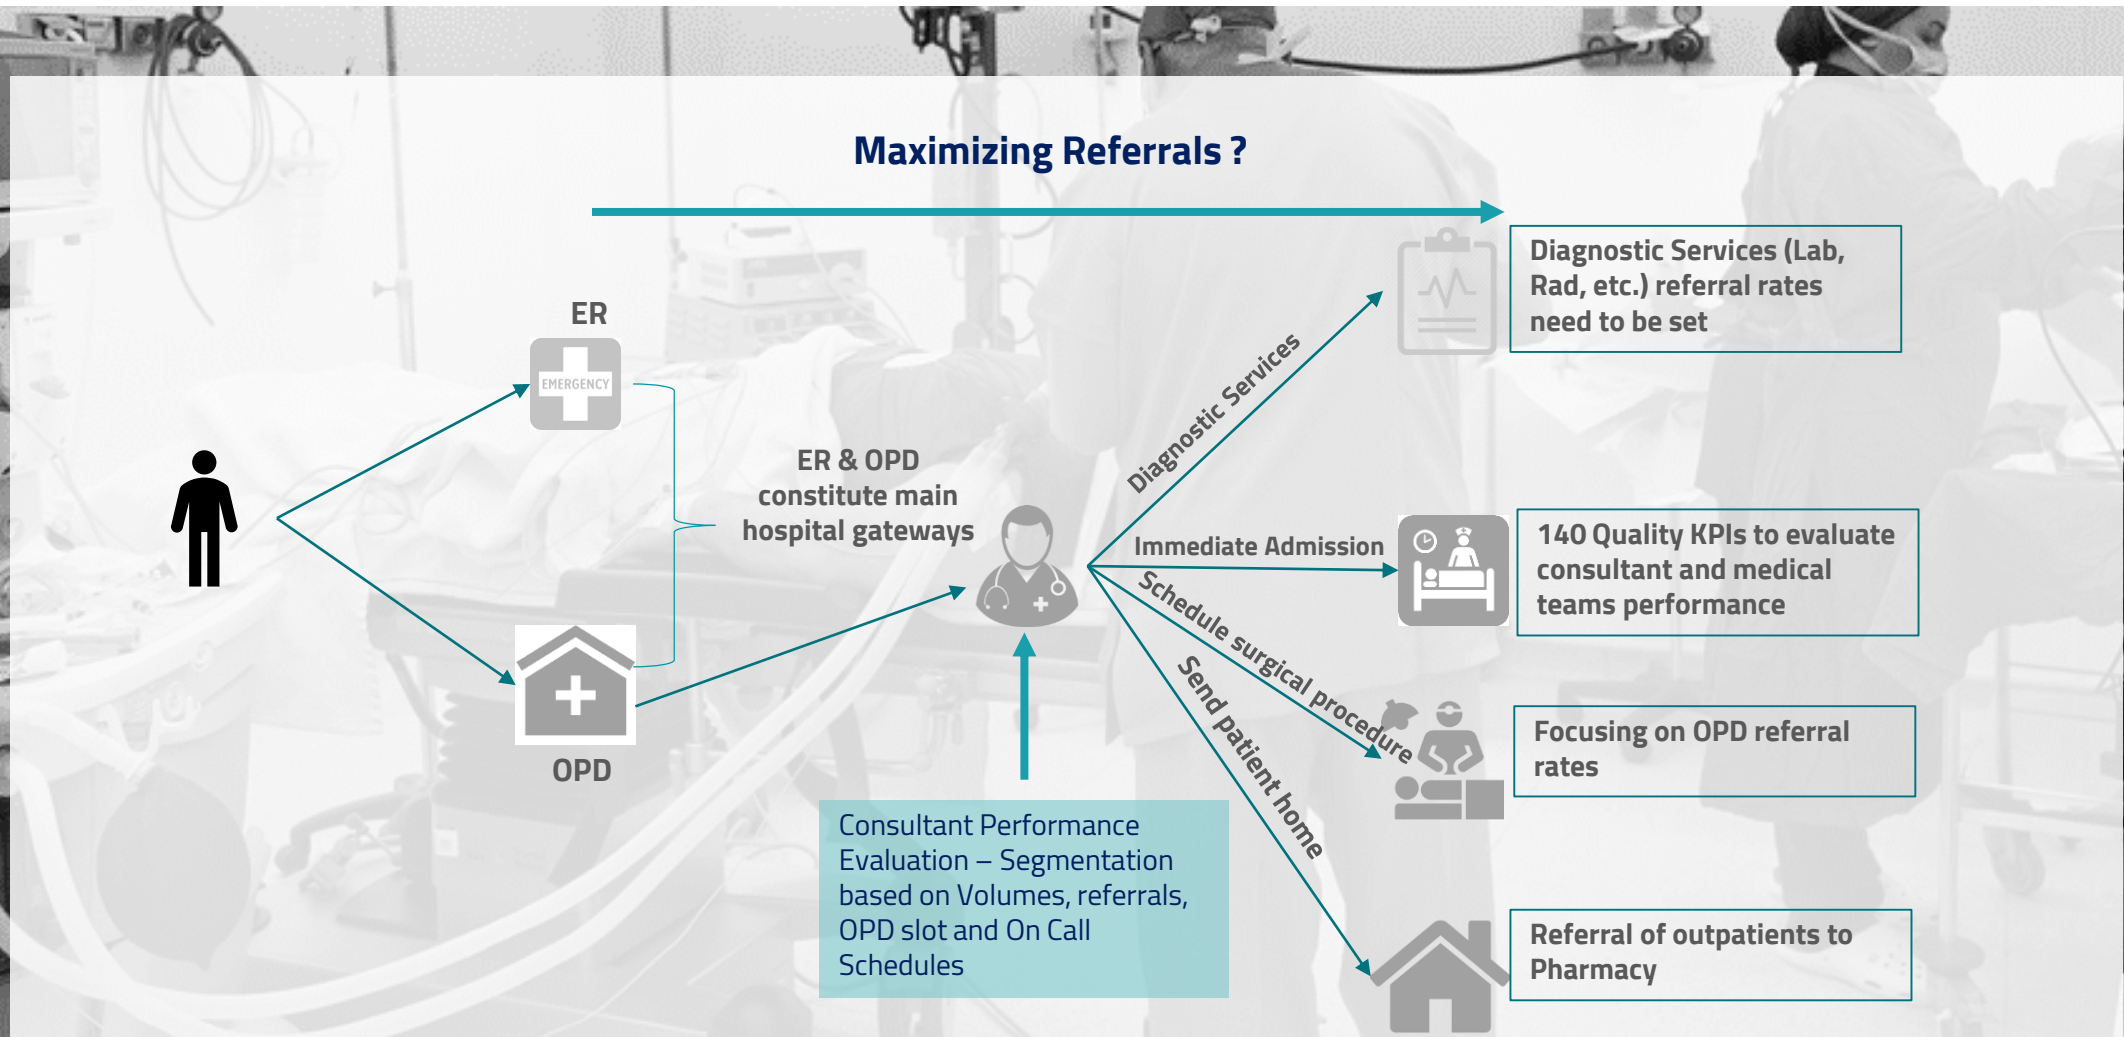 Maximizing Referrals ?
ER
EMERGENCY
ER & OPD
constitute main
hospital gateways
OPD
Consultant Performance
Evaluation – Segmentation
based on Volumes, referrals,
OPD slot and On Call
Schedules
Diagnostic Services
Immediate Admission
Schedule surgical procedure
Send patient home
Diagnostic Services (Lab,
Rad, etc.) referral rates
need to be set
140 Quality KPIs to evaluate
consultant and medical
teams performance
Focusing on OPD referral
rates
Referral of outpatients to
Pharmacy